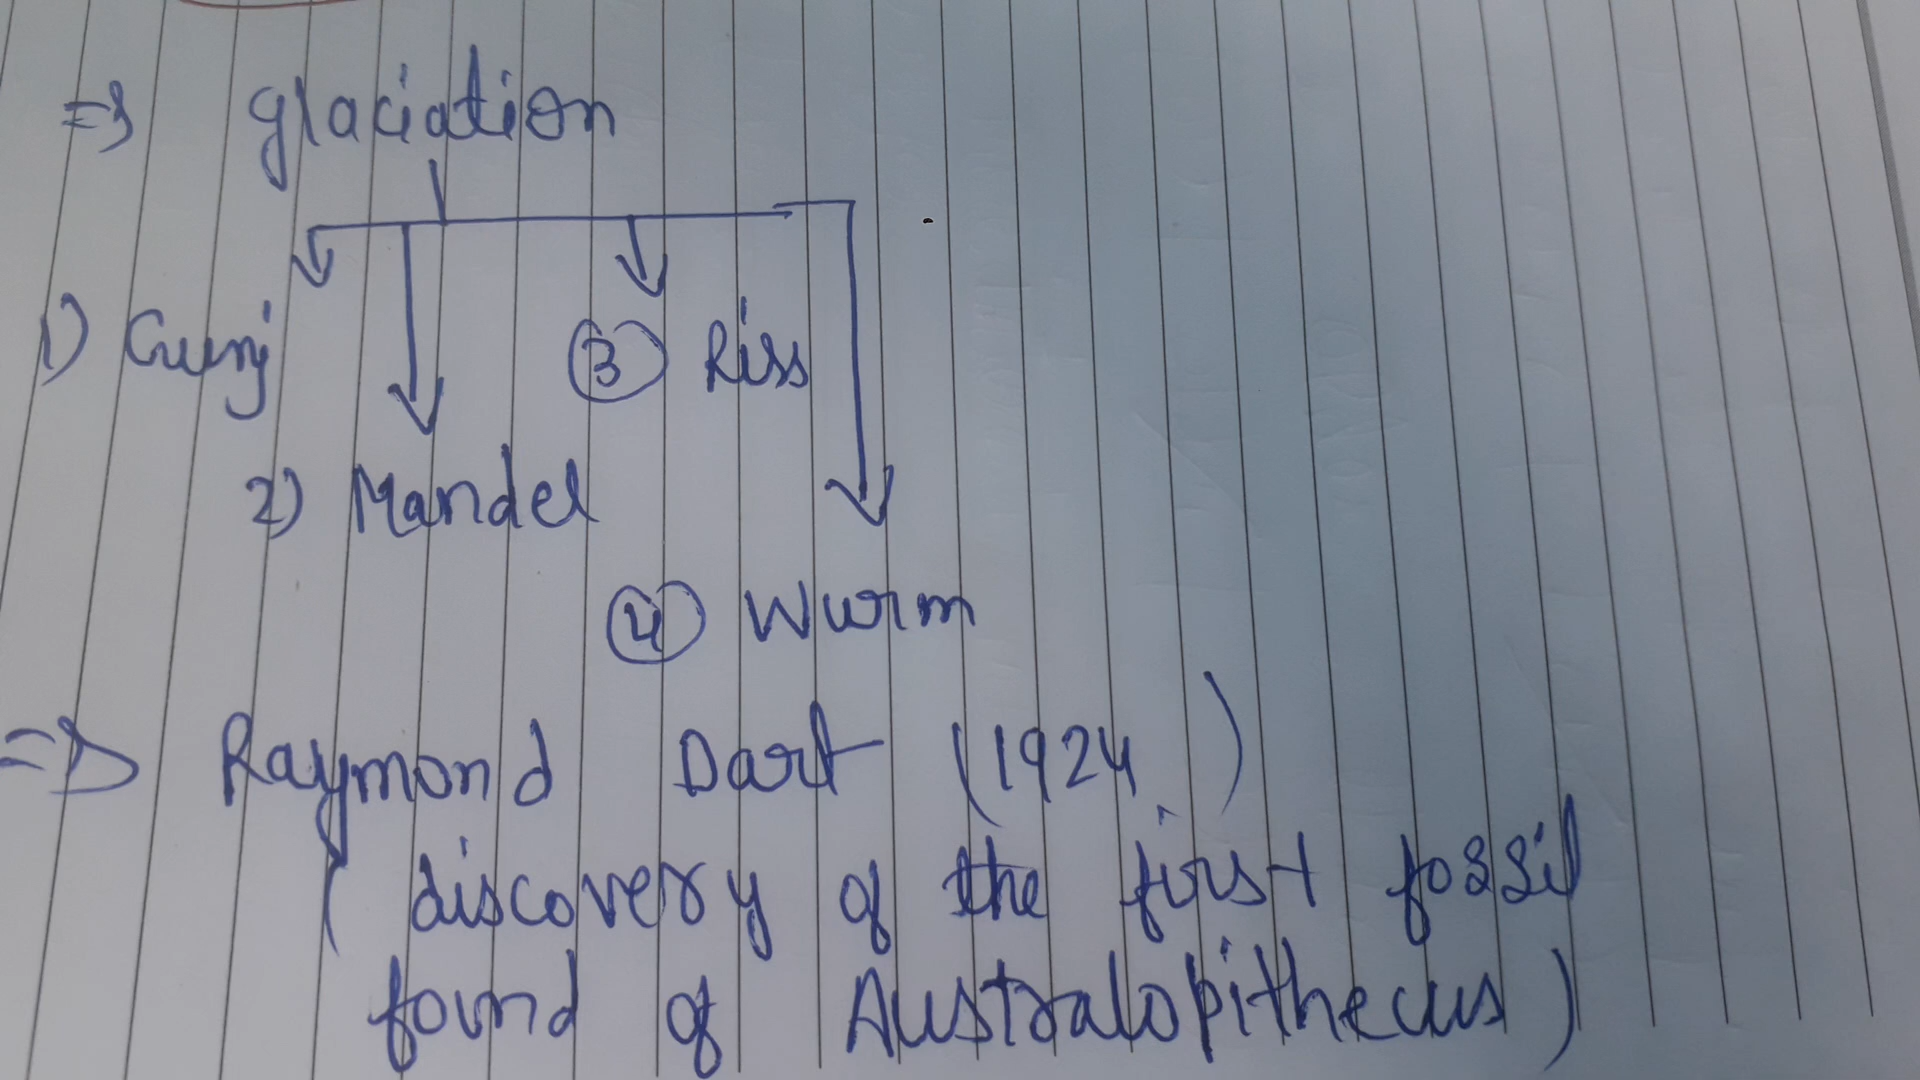 => glaciation
1) Gunj
③ Riss
2) Mandel
④ Wurm
=> Raymond Dart (1924)
( discovery of the first fossil
found of Australopithecus )